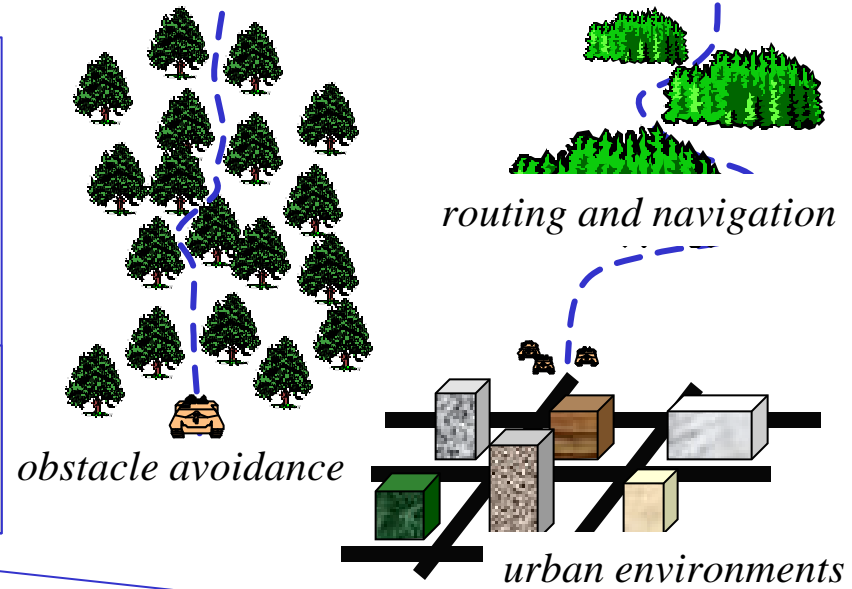 routing and navigation
obstacle avoidance
urban environments